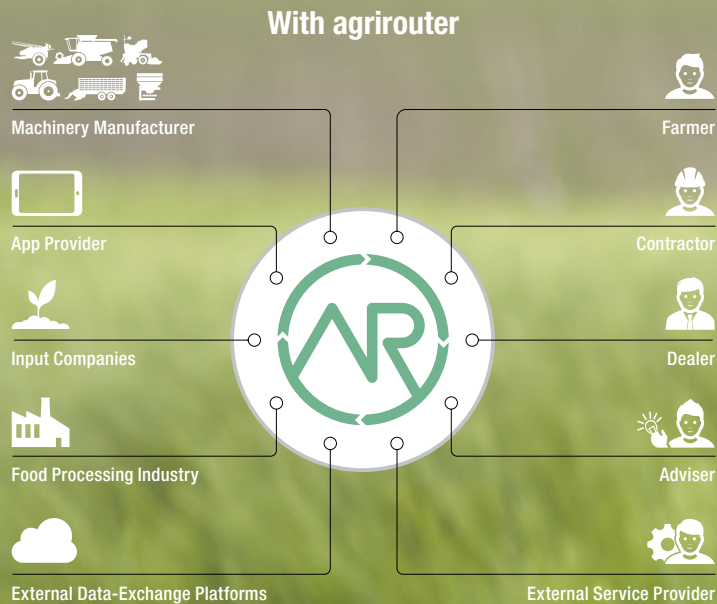 With agrirouter
Machinery Manufacturer
Farmer
App Provider
Contractor
Input Companies
Dealer
AR
Food Processing Industry
Adviser
External Data-Exchange Platforms
External Service Provider